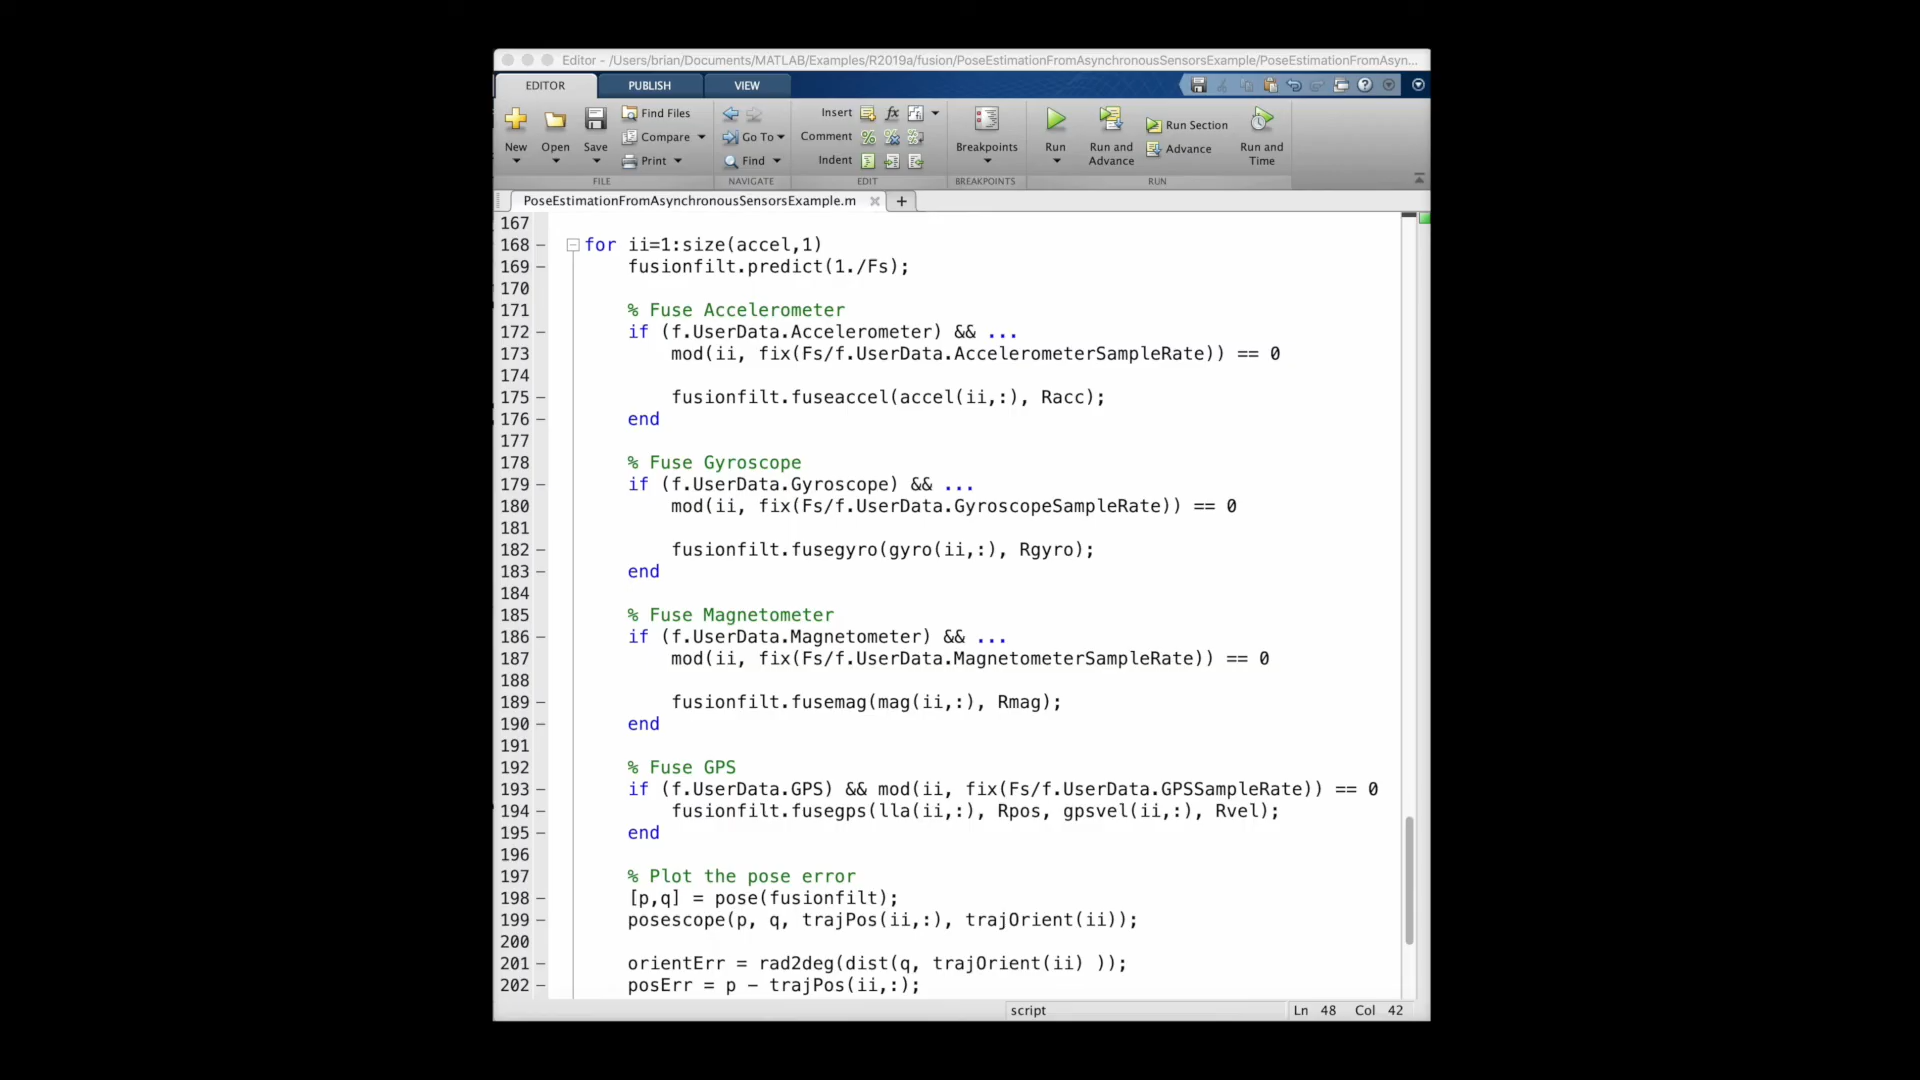 Editor - /Users/brian/Documents/MATLAB/Examples/R2019a/fusion/PoseEstimationFromAsynchronousSensorsExample/PoseEstimationFromAsyn...
EDITOR PUBLISH VIEW
New Open Save Find Files Compare Print Go To Find Insert fx Comment Indent Breakpoints Run Run and Advance Run Section Advance Run and Time
FILE NAVIGATE EDIT BREAKPOINTS RUN
PoseEstimationFromAsynchronousSensorsExample.m
167
168 for ii=1:size(accel,1)
169 fusionfilt.predict(1./Fs);
170
171 % Fuse Accelerometer
172 if (f.UserData.Accelerometer) && ...
173 mod(ii, fix(Fs/f.UserData.AccelerometerSampleRate)) == 0
174
175 fusionfilt.fuseaccel(accel(ii,:), Racc);
176 end
177
178 % Fuse Gyroscope
179 if (f.UserData.Gyroscope) && ...
180 mod(ii, fix(Fs/f.UserData.GyroscopeSampleRate)) == 0
181
182 fusionfilt.fusegyro(gyro(ii,:), Rgyro);
183 end
184
185 % Fuse Magnetometer
186 if (f.UserData.Magnetometer) && ...
187 mod(ii, fix(Fs/f.UserData.MagnetometerSampleRate)) == 0
188
189 fusionfilt.fusemag(mag(ii,:), Rmag);
190 end
191
192 % Fuse GPS
193 if (f.UserData.GPS) && mod(ii, fix(Fs/f.UserData.GPSSampleRate)) == 0
194 fusionfilt.fusegps(lla(ii,:), Rpos, gpsvel(ii,:), Rvel);
195 end
196
197 % Plot the pose error
198 [p,q] = pose(fusionfilt);
199 posescope(p, q, trajPos(ii,:), trajOrient(ii));
200
201 orientErr = rad2deg(dist(q, trajOrient(ii) ));
202 posErr = p - trajPos(ii,:);
script Ln 48 Col 42